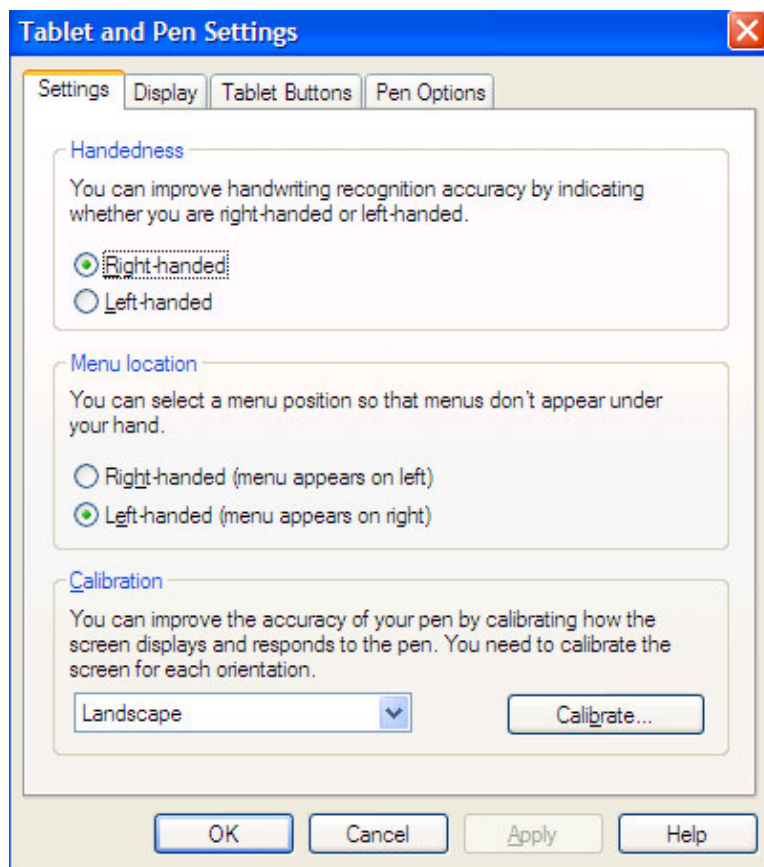 Tablet and Pen Settings
Settings Display Tablet Buttons Pen Options
Handedness
You can improve handwriting recognition accuracy by indicating
whether you are right-handed or left-handed.
Right-handed
Left-handed
Menu location
You can select a menu position so that menus don't appear under
your hand.
Right-handed (menu appears on left)
Left-handed (menu appears on right)
Calibration
You can improve the accuracy of your pen by calibrating how the
screen displays and responds to the pen. You need to calibrate the
screen for each orientation.
Landscape Calibrate...
OK Cancel Apply Help